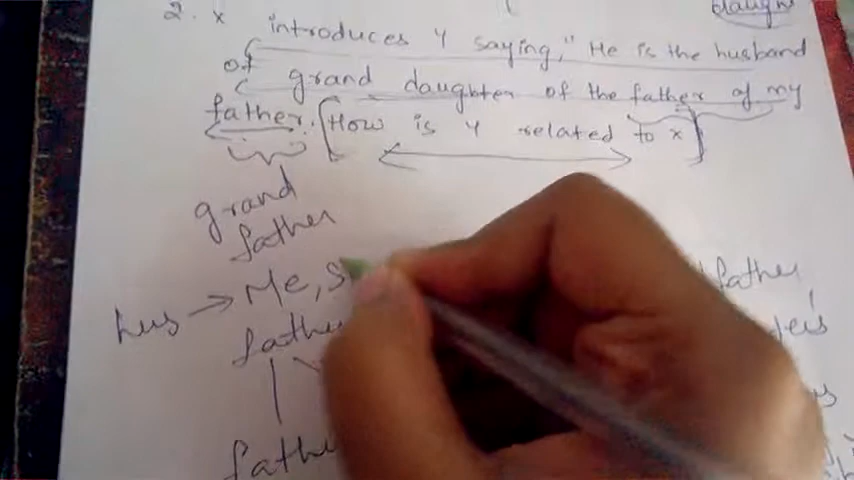 2. x introduces y saying," He is the husband
of grand daughter of the father of my
father. [How is y related to x]
grand
father
hus → Me, s
father
father
father